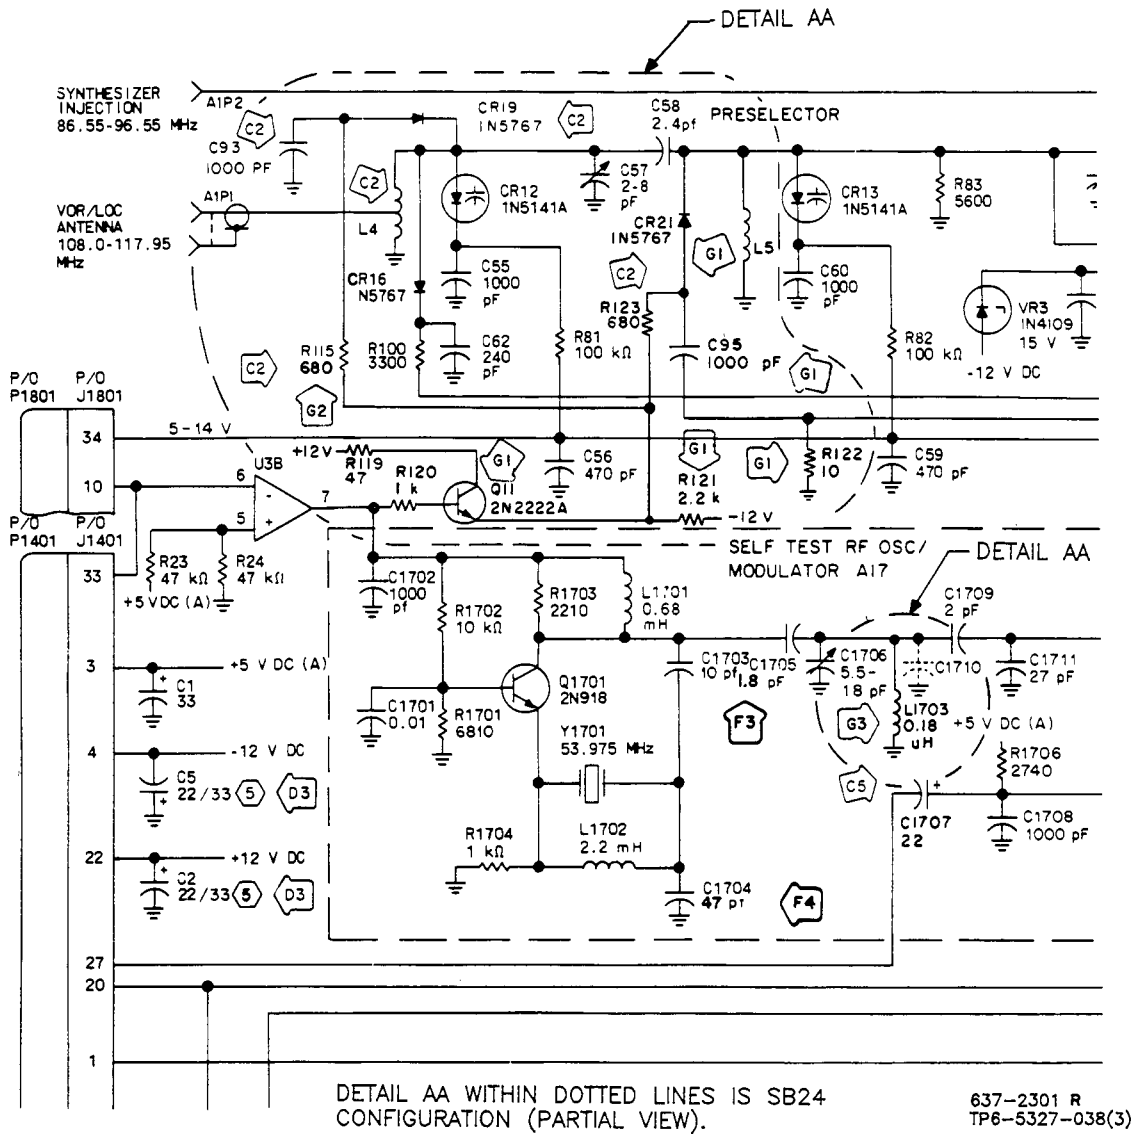 DETAIL AA
SYNTHESIZER
INJECTION
86.55-96.55 MHz
A1P2
C2
C93
1000 PF
CR19
1N5767
C2
C58
2.4pf
PRESELECTOR
VOR/LOC
ANTENNA
108.0-117.95
MHz
A1P1
C2
L4
CR12
1N5141A
C57
2-8
pF
CR21
1N5767
G1
L5
CR13
1N5141A
R83
5600
CR16
N5767
C55
1000
pF
C2
R123
680
C60
1000
pF
VR3
1N4109
15 V
-12 V DC
R115
680
R100
3300
C62
240
pF
R81
100 kΩ
C95
1000 pF
R82
100 kΩ
C2
G2
G1
P/O
P1801
P/O
J1801
34
5-14 V
+12V
R119
47
R120
1 k
G1
Q11
2N2222A
C56
470 pF
G1
R121
2.2 k
-12 V
G1
R122
10
C59
470 pF
10
U3B
6
-
5
+
7
P1401
J1401
33
R23
47 kΩ
R24
47 kΩ
+5 VDC (A)
SELF TEST RF OSC/
MODULATOR A17
DETAIL AA
C1702
1000
pf
R1702
10 kΩ
R1703
2210
L1701
0.68
mH
C1709
2 pF
3
+5 V DC (A)
+
C1
33
C1703
10 pf
C1705
1.8 pF
C1706
5.5-
18 pF
C1710
C1711
27 pF
Q1701
2N918
C1701
0.01
R1701
6810
F3
G3
L1703
0.18
uH
+5 V DC (A)
4
-12 V DC
C5
22/33
+
5
D3
Y1701
53.975 MHz
C5
R1706
2740
C1707
22
+
C1708
1000 pF
22
+12 V DC
+
C2
22/33
5
D3
R1704
1 kΩ
L1702
2.2 mH
C1704
47 pf
F4
27
20
1
DETAIL AA WITHIN DOTTED LINES IS SB24
CONFIGURATION (PARTIAL VIEW).
637-2301 R
TP6-5327-038(3)